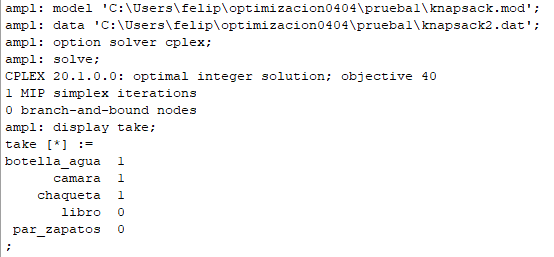 ampl: model 'C:\Users\felip\optimizacion0404\prueba1\knapsack.mod';
ampl: data 'C:\Users\felip\optimizacion0404\prueba1\knapsack2.dat';
ampl: option solver cplex;
ampl: solve;
CPLEX 20.1.0.0: optimal integer solution; objective 40
1 MIP simplex iterations
0 branch-and-bound nodes
ampl: display take;
take [*] :=
botella_agua  1
      camara  1
    chaqueta  1
       libro  0
 par_zapatos  0
;